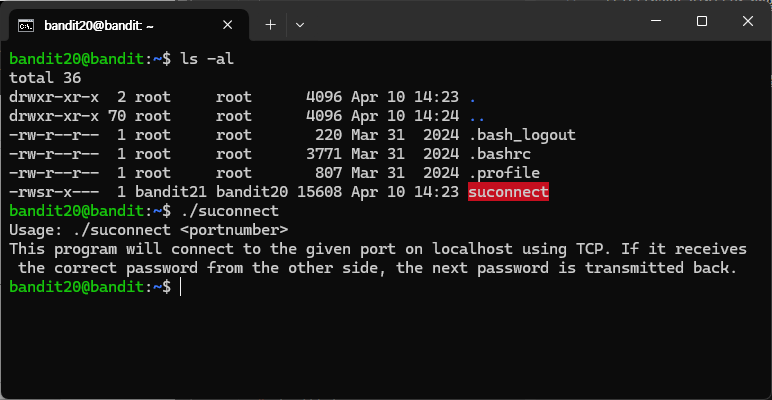 bandit20@bandit: ~
bandit20@bandit:~$ ls -al
total 36
drwxr-xr-x  2 root     root      4096 Apr 10 14:23 .
drwxr-xr-x 70 root     root      4096 Apr 10 14:24 ..
-rw-r--r--  1 root     root       220 Mar 31  2024 .bash_logout
-rw-r--r--  1 root     root      3771 Mar 31  2024 .bashrc
-rw-r--r--  1 root     root       807 Mar 31  2024 .profile
-rwsr-x---  1 bandit21 bandit20 15608 Apr 10 14:23 suconnect
bandit20@bandit:~$ ./suconnect
Usage: ./suconnect <portnumber>
This program will connect to the given port on localhost using TCP. If it receives
 the correct password from the other side, the next password is transmitted back.
bandit20@bandit:~$